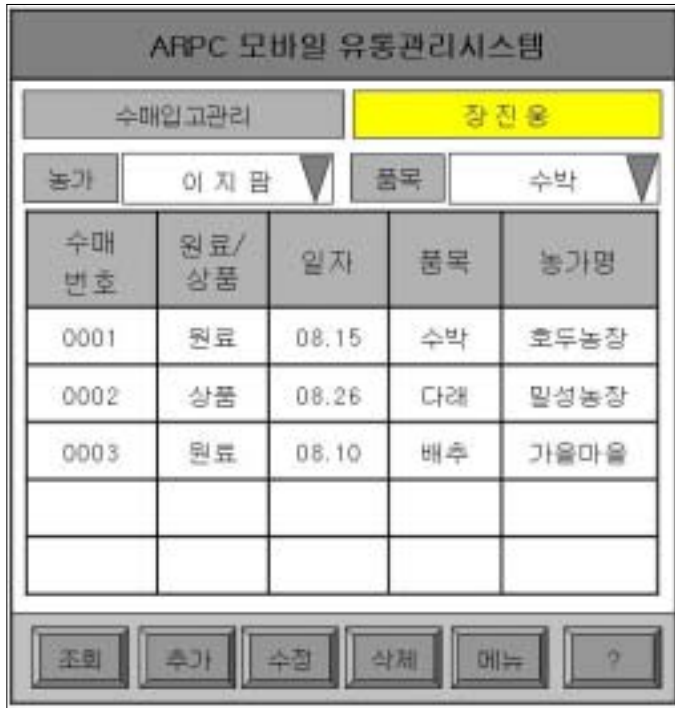 ARPC 모바일 유통관리시스템
수매입고관리 장 진 용
농가 이 지 팜 품목 수박
수매 번호 원료/ 상품 일자 품목 농가명
0001 원료 08.15 수박 호두농장
0002 상품 08.26 다래 밀성농장
0003 원료 08.10 배추 가을마을
조회 추가 수정 삭제 메뉴 ?